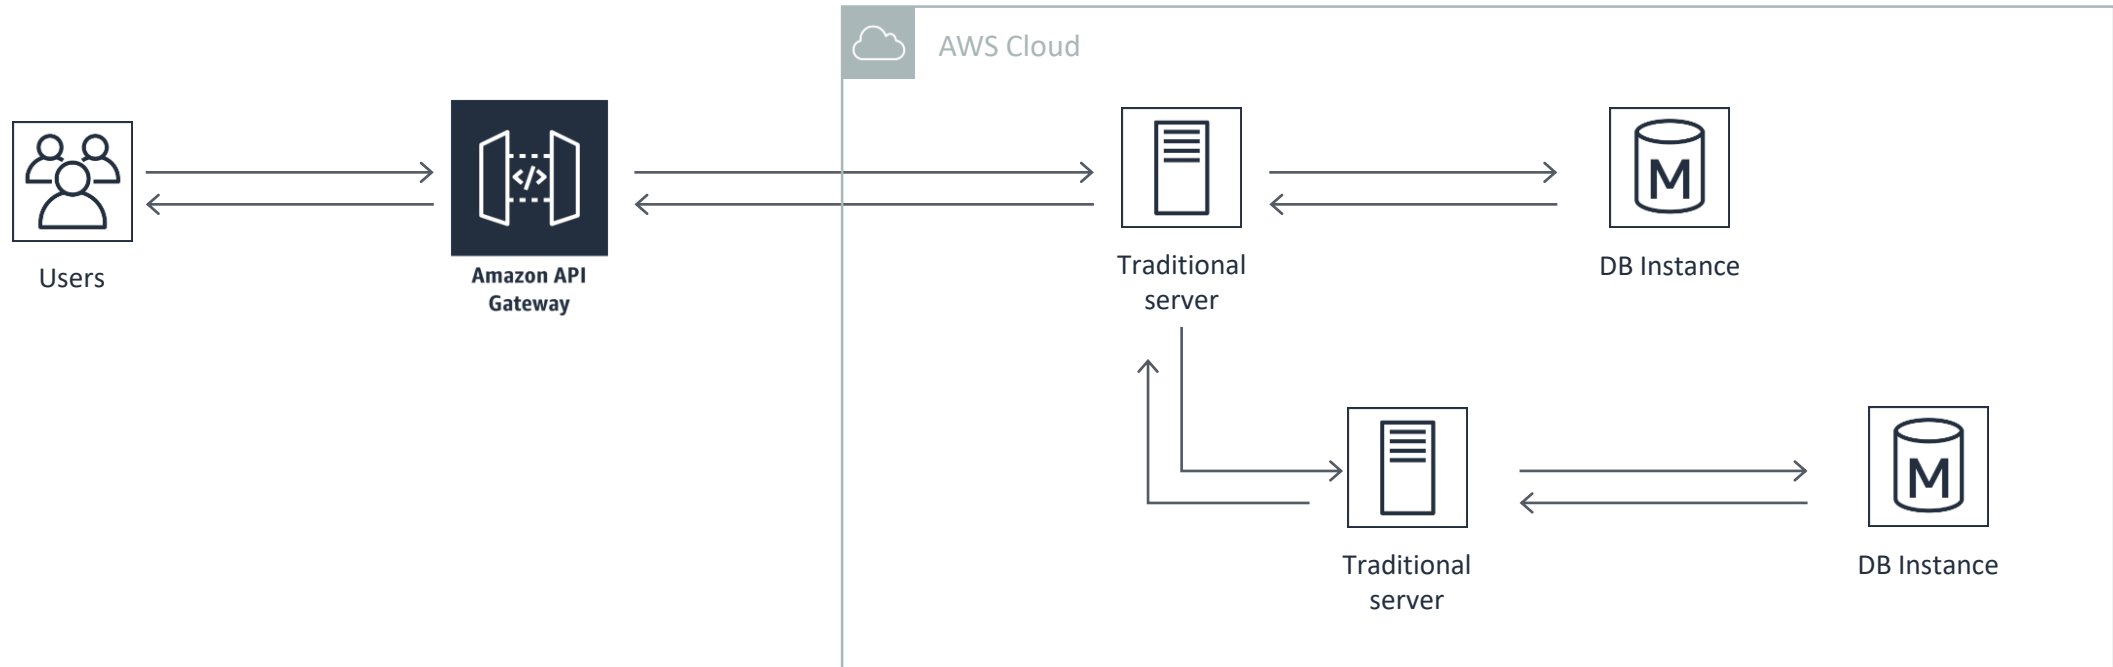 AWS Cloud
</>
M
Users
Amazon API
Gateway
Traditional
server
DB Instance
M
Traditional
server
DB Instance